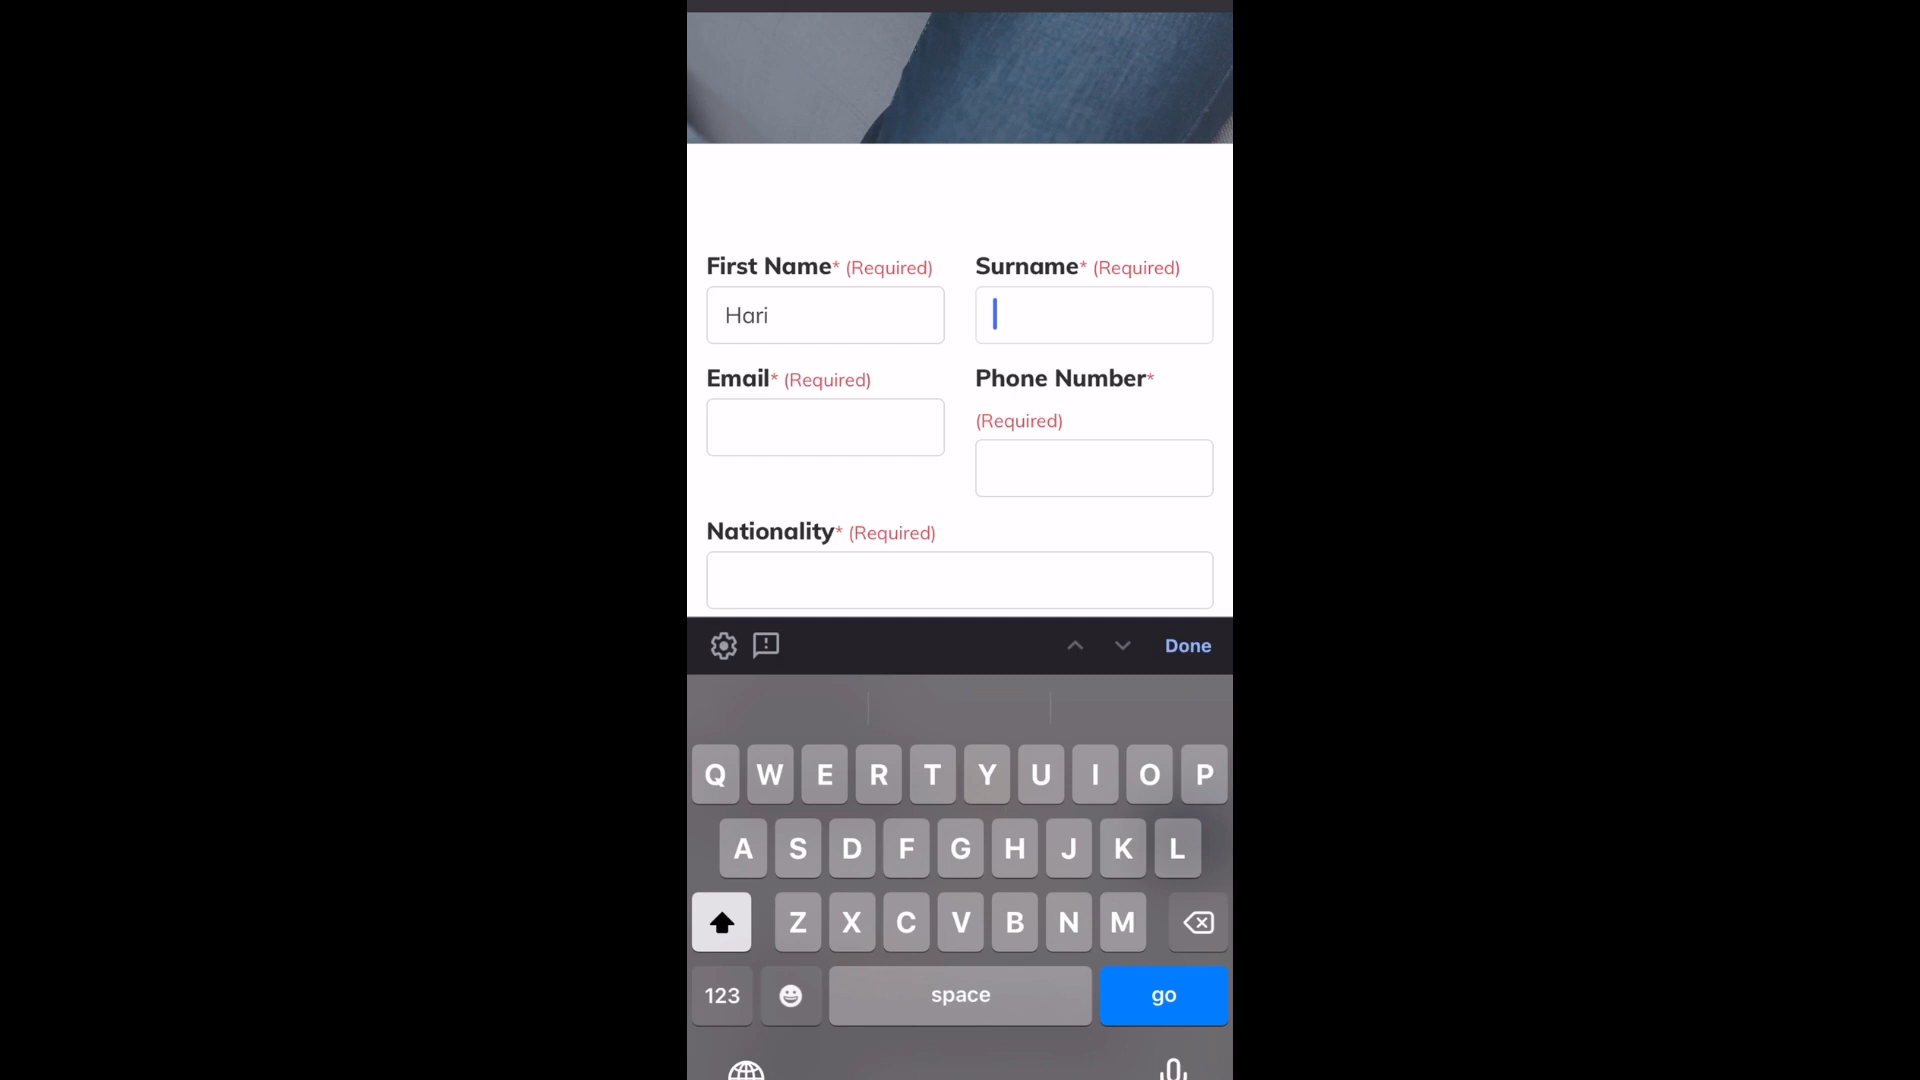 First Name* (Required)
Surname* (Required)
Hari
Email* (Required)
Phone Number*
(Required)
Nationality* (Required)
Done
Q W E R T Y U I O P
A S D F G H J K L
Z X C V B N M
123 space go